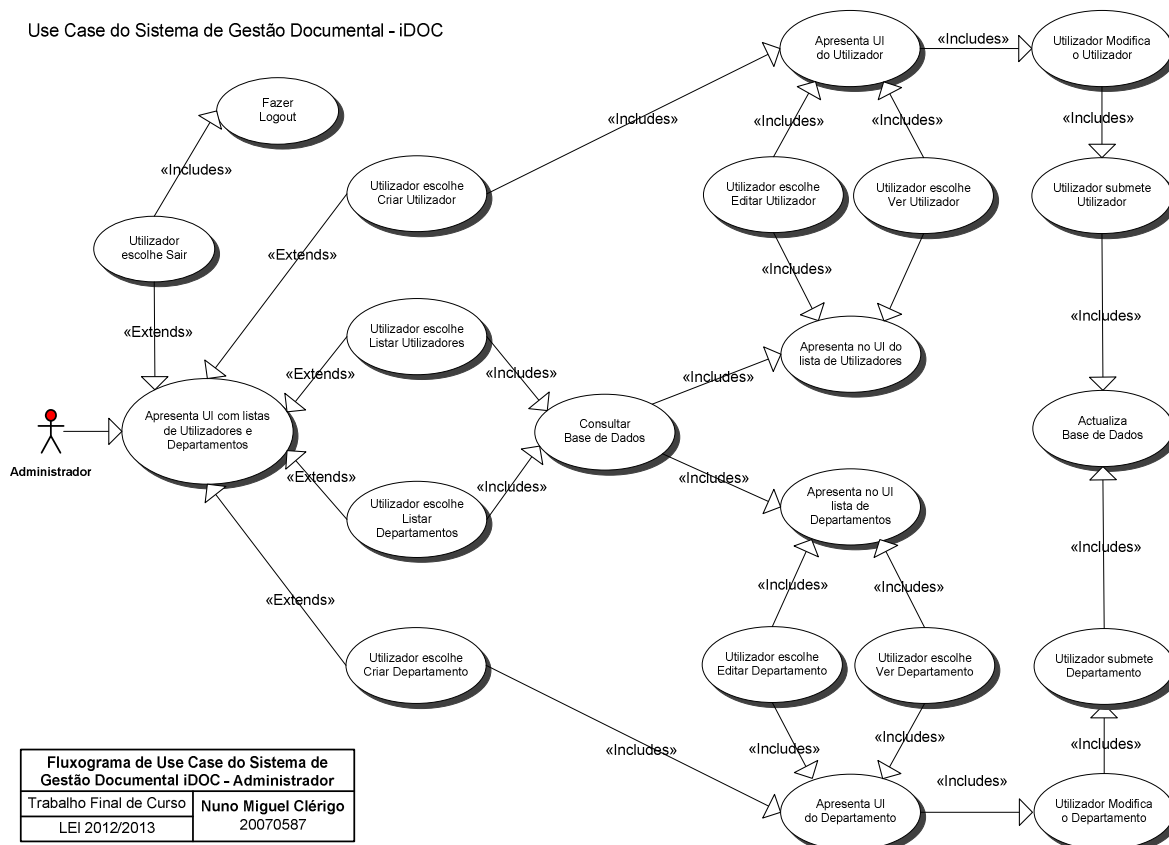 Use Case do Sistema de Gestão Documental - iDOC
Apresenta UI
do Utilizador
«Includes»
Utilizador Modifica
o Utilizador
Fazer
Logout
«Includes»
«Includes»
«Includes»
«Includes»
«Includes»
Utilizador escolhe
Criar Utilizador
Utilizador escolhe
Editar Utilizador
Utilizador escolhe
Ver Utilizador
Utilizador submete
Utilizador
Utilizador
escolhe Sair
«Extends»
«Includes»
«Includes»
«Extends»
Utilizador escolhe
Listar Utilizadores
Apresenta no UI do
lista de Utilizadores
«Extends»
«Includes»
«Includes»
Apresenta UI com listas
de Utilizadores e
Departamentos
Administrador
Consultar
Base de Dados
Actualiza
Base de Dados
«Extends»
«Includes»
«Includes»
Utilizador escolhe
Listar
Departamentos
Apresenta no UI
lista de
Departamentos
«Includes»
«Extends»
«Includes»
«Includes»
Utilizador escolhe
Criar Departamento
Utilizador escolhe
Editar Departamento
Utilizador escolhe
Ver Departamento
Utilizador submete
Departamento
«Includes»
«Includes»
«Includes»
«Includes»
«Includes»
Apresenta UI
do Departamento
Utilizador Modifica
o Departamento
Fluxograma de Use Case do Sistema de
Gestão Documental iDOC - Administrador
Trabalho Final de Curso
LEI 2012/2013
Nuno Miguel Clérigo
20070587